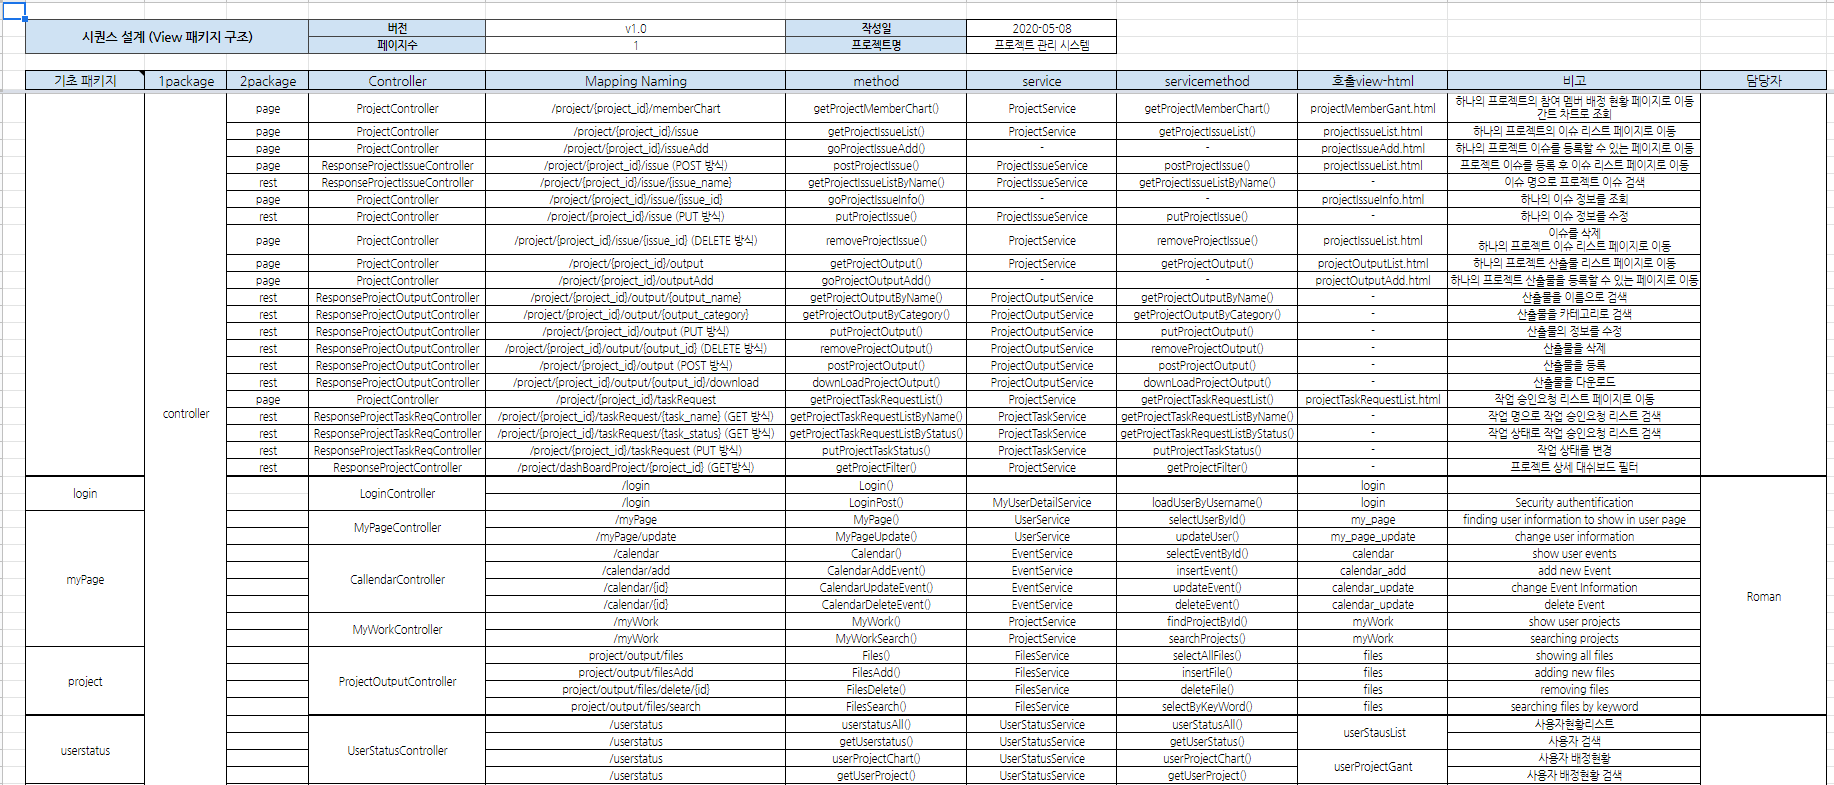 시퀀스 설계 (View 패키지 구조) 버전 v1.0 작성일 2020-05-08
페이지수 1 프로젝트명 프로젝트 관리 시스템
기초 패키지 1package 2package Controller Mapping Naming method service servicemethod 호출view-html 비고 담당자
page ProjectController /project/{project_id}/memberChart getProjectMemberChart() ProjectService getProjectMemberChart() projectMemberGant.html 하나의 프로젝트의 참여 멤버 배정 현황 페이지로 이동
간트 차트로 조회
page ProjectController /project/{project_id}/issue getProjectIssueList() ProjectService getProjectIssueList() projectIssueList.html 하나의 프로젝트의 이슈 리스트 페이지로 이동
page ProjectController /project/{project_id}/issueAdd goProjectIssueAdd() - - projectIssueAdd.html 하나의 프로젝트 이슈를 등록할 수 있는 페이지로 이동
page ResponseProjectIssueController /project/{project_id}/issue (POST 방식) postProjectIssue() ProjectIssueService postProjectIssue() projectIssueList.html 프로젝트 이슈를 등록 후 이슈 리스트 페이지로 이동
rest ResponseProjectIssueController /project/{project_id}/issue/{issue_name} getProjectIssueListByName() ProjectIssueService getProjectIssueListByName() - 이슈 명으로 프로젝트 이슈 검색
page ProjectController /project/{project_id}/issue/{issue_id} goProjectIssueInfo() - - projectIssueInfo.html 하나의 이슈 정보를 조회
rest ProjectController /project/{project_id}/issue (PUT 방식) putProjectIssue() ProjectIssueService putProjectIssue() - 하나의 이슈 정보를 수정
page ProjectController /project/{project_id}/issue/{issue_id} (DELETE 방식) removeProjectIssue() ProjectService removeProjectIssue() projectIssueList.html 이슈를 삭제
하나의 프로젝트 이슈 리스트 페이지로 이동
page ProjectController /project/{project_id}/output getProjectOutput() ProjectService getProjectOutput() projectOutputList.html 하나의 프로젝트 산출물 리스트 페이지로 이동
page ProjectController /project/{project_id}/outputAdd goProjectOutputAdd() - - projectOutputAdd.html 하나의 프로젝트 산출물을 등록할 수 있는 페이지로 이동
rest ResponseProjectOutputController /project/{project_id}/output/{output_name} getProjectOutputByName() ProjectOutputService getProjectOutputByName() - 산출물을 이름으로 검색
rest ResponseProjectOutputController /project/{project_id}/output/{output_category} getProjectOutputByCategory() ProjectOutputService getProjectOutputByCategory() - 산출물을 카테고리로 검색
rest ResponseProjectOutputController /project/{project_id}/output (PUT 방식) putProjectOutput() ProjectOutputService putProjectOutput() - 산출물의 정보를 수정
rest ResponseProjectOutputController /project/{project_id}/output/{output_id} (DELETE 방식) removeProjectOutput() ProjectOutputService removeProjectOutput() - 산출물을 삭제
rest ResponseProjectOutputController /project/{project_id}/output (POST 방식) postProjectOutput() ProjectOutputService postProjectOutput() - 산출물을 등록
rest ResponseProjectOutputController /project/{project_id}/output/{output_id}/download downLoadProjectOutput() ProjectOutputService downLoadProjectOutput() - 산출물을 다운로드
page ProjectController /project/{project_id}/taskRequest getProjectTaskRequestList() ProjectService getProjectTaskRequestList() projectTaskRequestList.html 작업 승인요청 리스트 페이지로 이동
controller
rest ResponseProjectTaskReqController /project/{project_id}/taskRequest/{task_name} (GET 방식) getProjectTaskRequestListByName() ProjectTaskService getProjectTaskRequestListByName() - 작업 명으로 작업 승인요청 리스트 검색
rest ResponseProjectTaskReqController /project/{project_id}/taskRequest/{task_status} (GET 방식) getProjectTaskRequestListByStatus() ProjectTaskService getProjectTaskRequestListByStatus() - 작업 상태로 작업 승인요청 리스트 검색
rest ResponseProjectTaskReqController /project/{project_id}/taskRequest (PUT 방식) putProjectTaskStatus() ProjectTaskService putProjectTaskStatus() - 작업 상태를 변경
rest ResponseProjectController /project/dashBoardProject/{project_id} (GET방식) getProjectFilter() ProjectService getProjectFilter() - 프로젝트 상세 대쉬보드 필터
login LoginController /login Login() login
/login LoginPost() MyUserDetailService loadUserByUsername() login Security authentification
myPage MyPageController /myPage MyPage() UserService selectUserById() my_page finding user information to show in user page
/myPage/update MyPageUpdate() UserService updateUser() my_page_update change user information
CallendarController /calendar Calendar() EventService selectEventById() calendar show user events
/calendar/add CalendarAddEvent() EventService insertEvent() calendar_add add new Event
/calendar/{id} CalendarUpdateEvent() EventService updateEvent() calendar_update change Event Information
/calendar/{id} CalendarDeleteEvent() EventService deleteEvent() calendar_update delete Event
Roman
MyWorkController /myWork MyWork() ProjectService findProjectById() myWork show user projects
/myWork MyWorkSearch() ProjectService searchProjects() myWork searching projects
project ProjectOutputController project/output/files Files() FilesService selectAllFiles() files showing all files
project/output/filesAdd FilesAdd() FilesService insertFile() files adding new files
project/output/files/delete/{id} FilesDelete() FilesService deleteFile() files removing files
project/output/files/search FilesSearch() FilesService selectByKeyWord() files searching files by keyword
userstatus UserStatusController /userstatus userstatusAll() UserStatusService userStatusAll() userStausList 사용자현황리스트
/userstatus getUserstatus() UserStatusService getUserStatus() 사용자 검색
/userstatus userProjectChart() UserStatusService userProjectChart() userProjectGant 사용자 배정현황
/userstatus getUserProject() UserStatusService getUserProject() 사용자 배정현황 검색